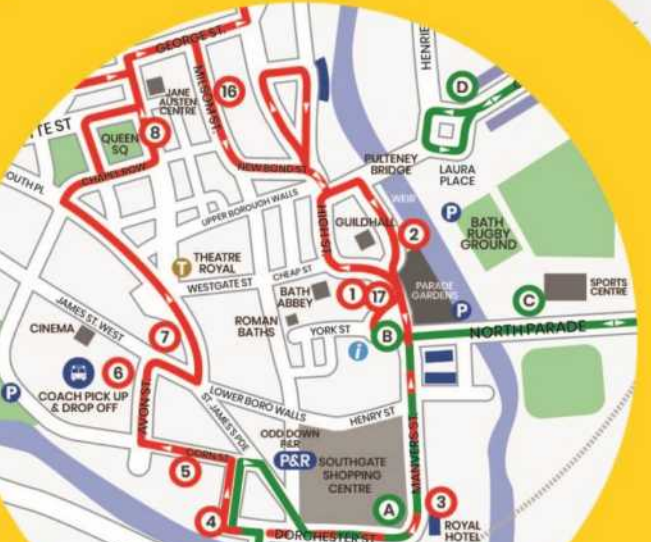 GEORGE ST.
HENRIE
D
MILSOM ST.
16
JANE
AUSTEN
CENTRE
TE ST
QUEEN
SQ
8
CHAPEL ROW
OUTH PL
NEW BOND ST
PULTENEY
BRIDGE
LAURA
PLACE
UPPER BOROUGH WALLS
HIGH ST
WEIR
GUILDHALL
P
BATH
RUGBY
GROUND
2
T
THEATRE
ROYAL
WESTGATE ST
CHEAP ST
BATH
ABBEY
1
17
PARADE
GARDENS
P
C
SPORTS
CENTRE
ROMAN
BATHS
YORK ST
B
NORTH PARADE
i
JAMES ST. WEST
CINEMA
7
6
COACH PICK UP
& DROP OFF
P
AVON ST.
LOWER BORO WALLS
ST. JAMES'S PDE
HENRY ST
MANVERS ST.
ODD DOWN
P&R
P&R
SOUTHGATE
SHOPPING
CENTRE
CORN ST
5
4
A
3
ROYAL
HOTEL
DORCHESTER ST